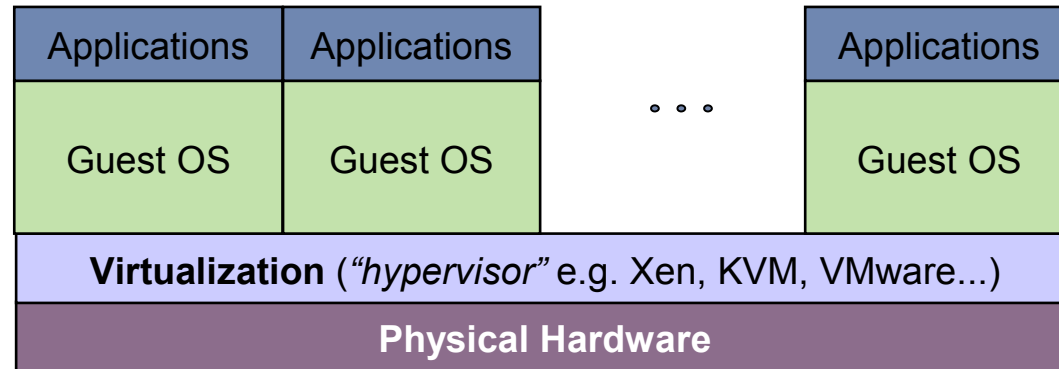 Applications Applications Applications
Guest OS Guest OS Guest OS
Virtualization (“hypervisor” e.g. Xen, KVM, VMware...)
Physical Hardware